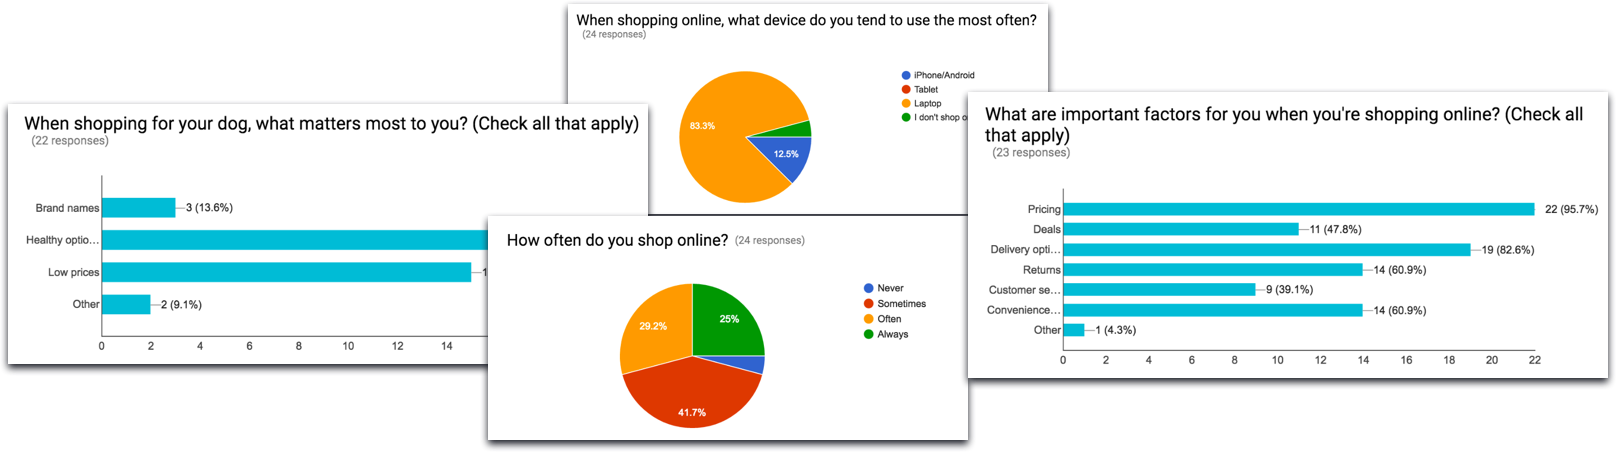 When shopping online, what device do you tend to use the most often?
(24 responses)
iPhone/Android
Tablet
Laptop
I don't shop
83.3%
12.5%
When shopping for your dog, what matters most to you? (Check all that apply)
(22 responses)
Brand names
3 (13.6%)
Healthy optio...
Low prices
Other
2 (9.1%)
0 2 4 6 8 10 12 14
How often do you shop online? (24 responses)
Never
Sometimes
Often
Always
29.2%
25%
41.7%
What are important factors for you when you're shopping online? (Check all
that apply)
(23 responses)
Pricing 22 (95.7%)
Deals 11 (47.8%)
Delivery opti... 19 (82.6%)
Returns 14 (60.9%)
Customer se... 9 (39.1%)
Convenience... 14 (60.9%)
Other 1 (4.3%)
0 2 4 6 8 10 12 14 16 18 20 22